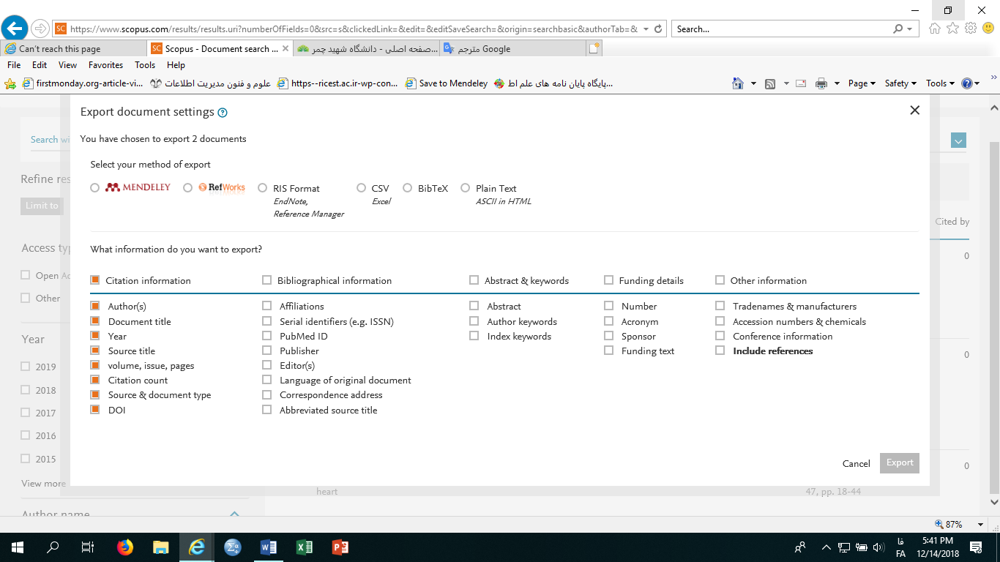 https://www.scopus.com/results/results.uri?numberOfFields=0&src=s&clickedLink=&edit=&editSaveSearch=&origin=searchbasic&authorTab=&
Search...
Can't reach this page
Scopus - Document search ...
صفحه اصلی - دانشگاه شهید چمر...
مترجم Google
File Edit View Favorites Tools Help
firstmonday.org-article-vi...
علوم و فنون مدیریت اطلاعات
https--ricest.ac.ir-wp-con...
Save to Mendeley
پایگاه پایان نامه های علم اط...
Page Safety Tools
Export document settings
You have chosen to export 2 documents
Search wi
Select your method of export
Refine res
MENDELEY
RefWorks
RIS Format
EndNote,
Reference Manager
CSV
Excel
BibTeX
Plain Text
ASCII in HTML
Limit to
Cited by
What information do you want to export?
Access typ
0
Citation information
Bibliographical information
Abstract & keywords
Funding details
Other information
Open Ac
Other
Author(s)
Document title
Year
Source title
volume, issue, pages
Citation count
Source & document type
DOI
Affiliations
Serial identifiers (e.g. ISSN)
PubMed ID
Publisher
Editor(s)
Language of original document
Correspondence address
Abbreviated source title
Abstract
Author keywords
Index keywords
Number
Acronym
Sponsor
Funding text
Tradenames & manufacturers
Accession numbers & chemicals
Conference information
Include references
Year
2019
2018
2017
2016
2015
View more
Author name
0
0
Cancel
Export
heart
47, pp. 18-44
87%
فا
FA
5:41 PM
12/14/2018